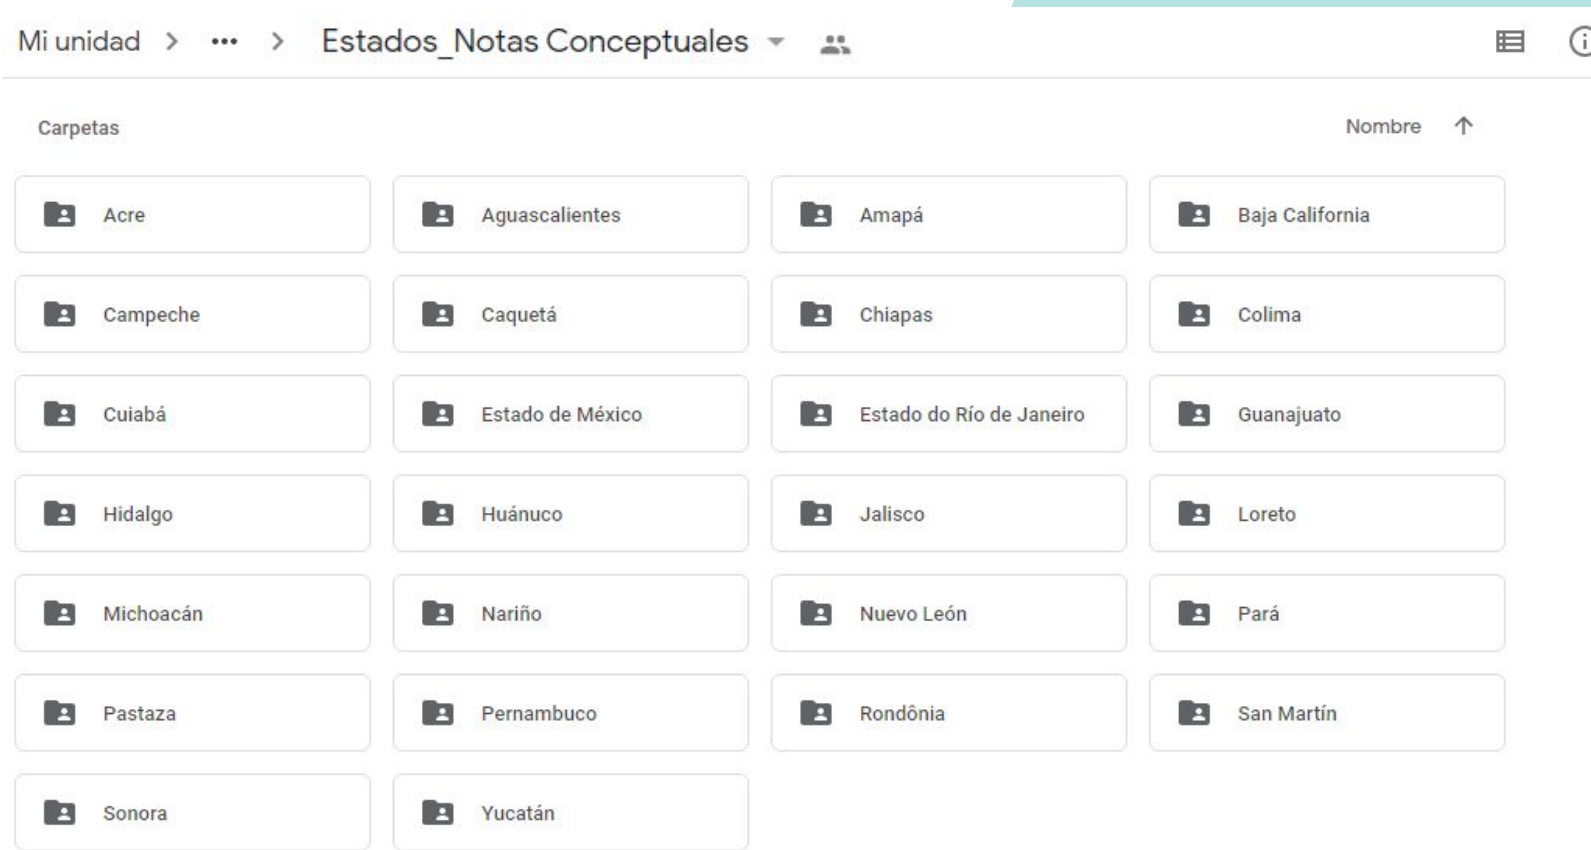 Mi unidad > ••• > Estados_Notas Conceptuales
Carpetas Nombre
Acre Aguascalientes Amapá Baja California
Campeche Caquetá Chiapas Colima
Cuiabá Estado de México Estado do Río de Janeiro Guanajuato
Hidalgo Huánuco Jalisco Loreto
Michoacán Nariño Nuevo León Pará
Pastaza Pernambuco Rondônia San Martín
Sonora Yucatán